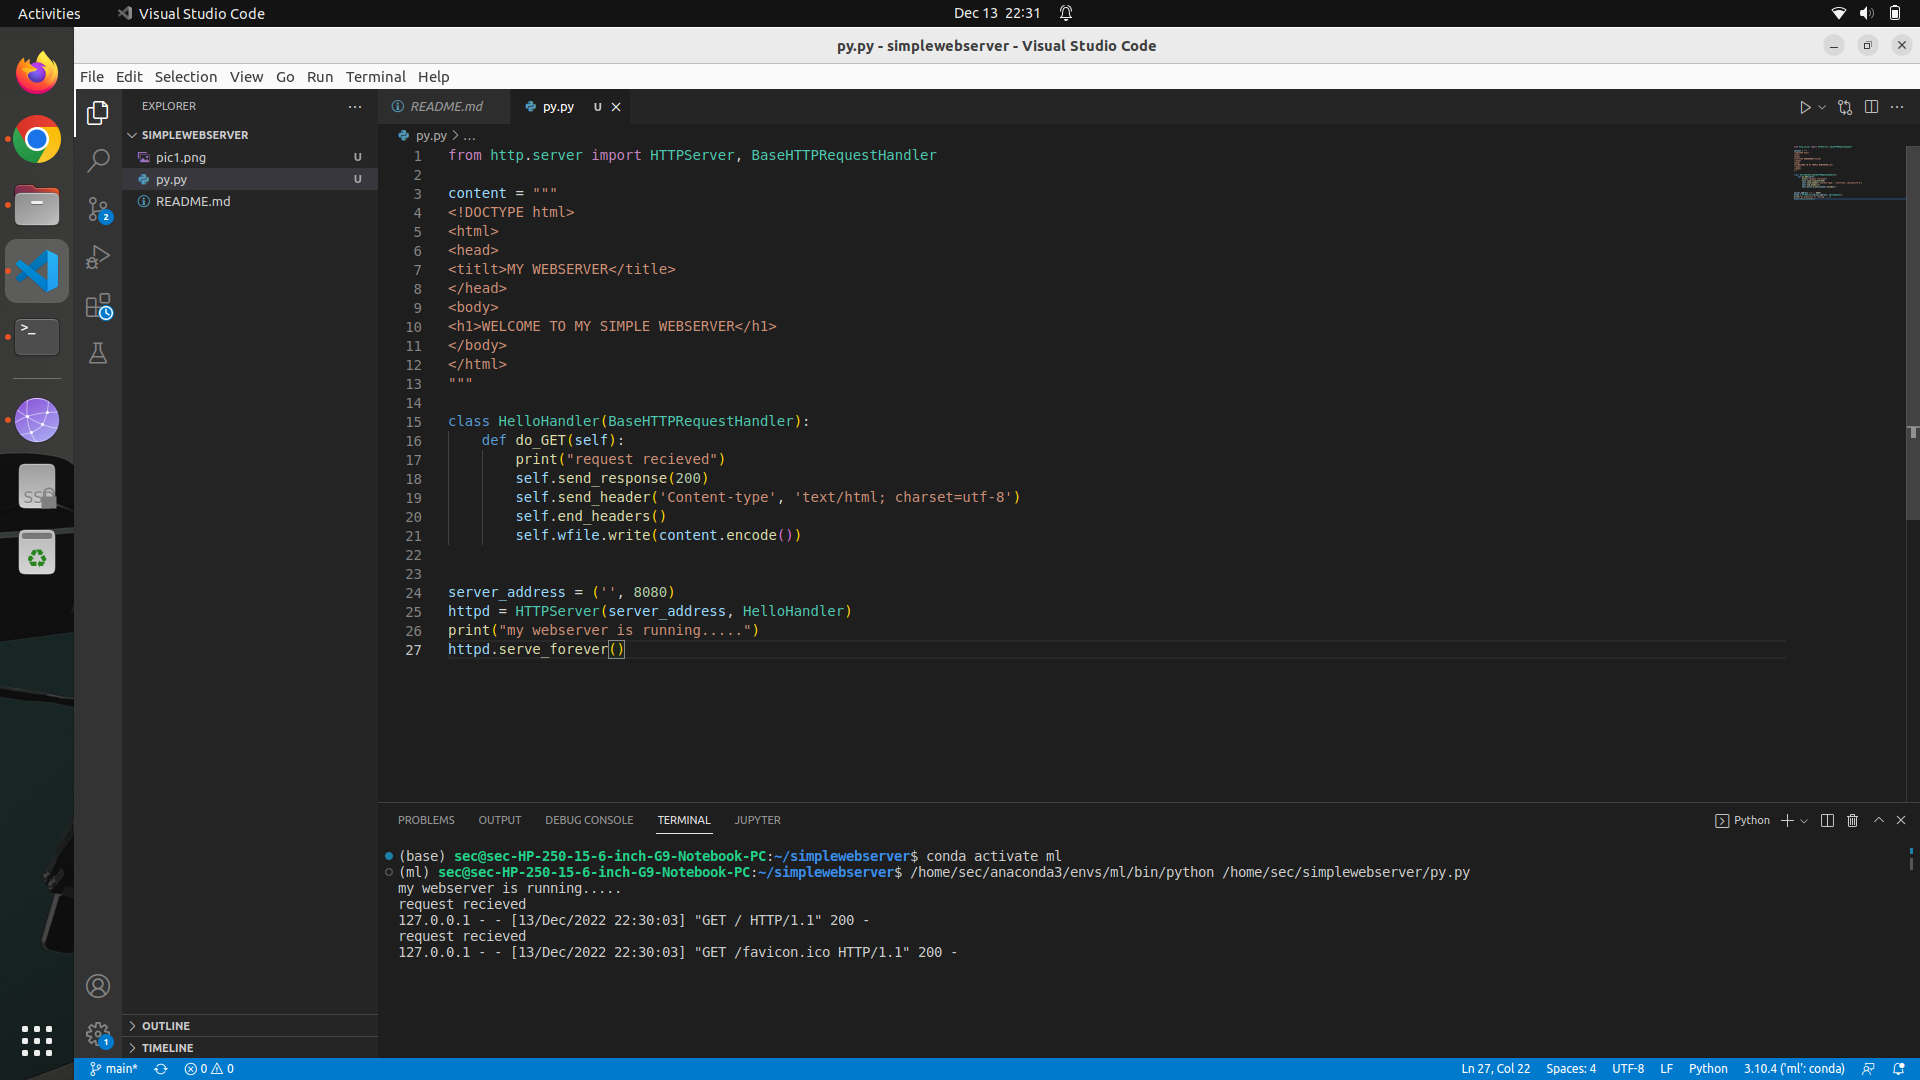 Activities
Visual Studio Code
Dec 13 22:31
py.py - simplewebserver - Visual Studio Code
File Edit Selection View Go Run Terminal Help
EXPLORER
SIMPLEWEBSERVER
pic1.png U
py.py U
README.md
2
1
OUTLINE
TIMELINE
README.md
py.py U
py.py > ...
1 from http.server import HTTPServer, BaseHTTPRequestHandler
2
3 content = """
4 <!DOCTYPE html>
5 <html>
6 <head>
7 <titlt>MY WEBSERVER</title>
8 </head>
9 <body>
10 <h1>WELCOME TO MY SIMPLE WEBSERVER</h1>
11 </body>
12 </html>
13 """
14
15 class HelloHandler(BaseHTTPRequestHandler):
16 def do_GET(self):
17 print("request recieved")
18 self.send_response(200)
19 self.send_header('Content-type', 'text/html; charset=utf-8')
20 self.end_headers()
21 self.wfile.write(content.encode())
22
23
24 server_address = ('', 8080)
25 httpd = HTTPServer(server_address, HelloHandler)
26 print("my webserver is running.....")
27 httpd.serve_forever()
PROBLEMS OUTPUT DEBUG CONSOLE TERMINAL JUPYTER
Python
(base) sec@sec-HP-250-15-6-inch-G9-Notebook-PC:~/simplewebserver$ conda activate ml
(ml) sec@sec-HP-250-15-6-inch-G9-Notebook-PC:~/simplewebserver$ /home/sec/anaconda3/envs/ml/bin/python /home/sec/simplewebserver/py.py
my webserver is running.....
request recieved
127.0.0.1 - - [13/Dec/2022 22:30:03] "GET / HTTP/1.1" 200 -
request recieved
127.0.0.1 - - [13/Dec/2022 22:30:03] "GET /favicon.ico HTTP/1.1" 200 -
main* 0 0
Ln 27, Col 22 Spaces: 4 UTF-8 LF Python 3.10.4 ('ml': conda)